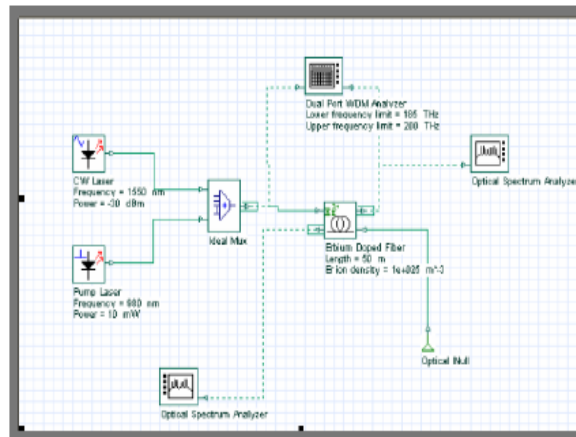 Dual Port WDM Analyzer
Lower frequency limit = 185 THz
Upper frequency limit = THz
CW Laser
Frequency = 1550 nm
Power = -30 dBm
Optical Spectrum Analyzer
Ideal Mux
Erbium Doped Fiber
Length = 50 m
Er ion density = 1e+025 m^-3
Pump Laser
Frequency = 980 nm
Power = 10 mW
Optical Null
Optical Spectrum Analyzer